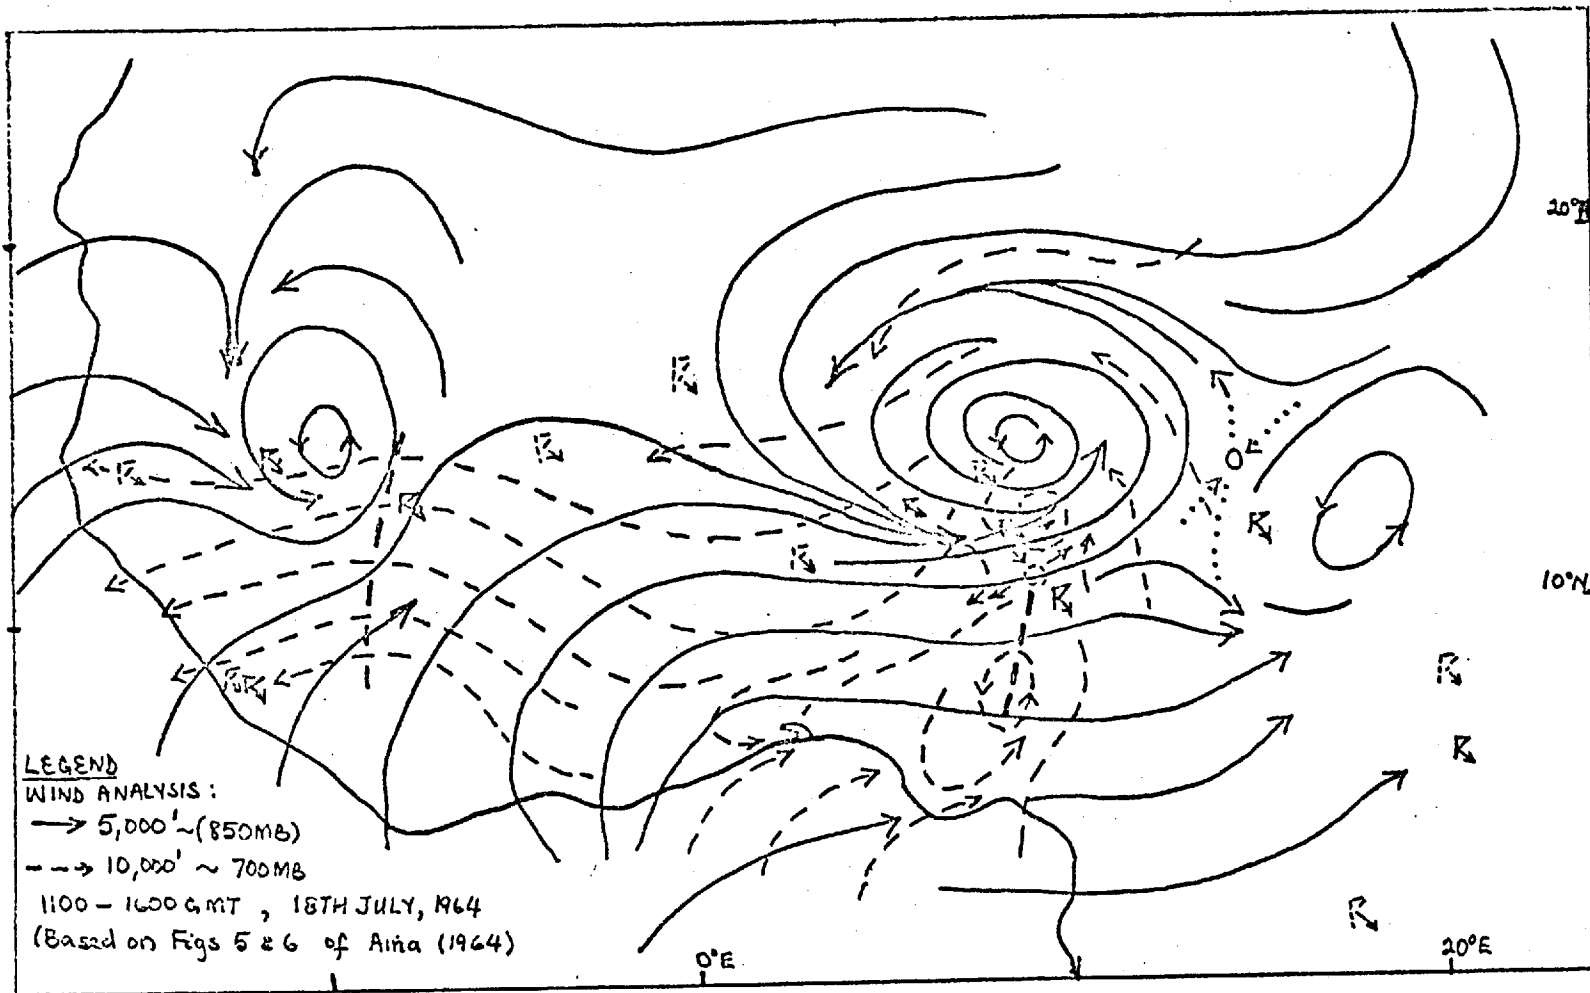 20°N
10°N
LEGEND
WIND ANALYSIS:
5,000' ~ (850MB)
10,000' ~ 700MB
1100 - 1600 GMT, 18TH JULY, 1964
(Based on Figs 5 & 6 of Aina (1964)
0°E
20°E